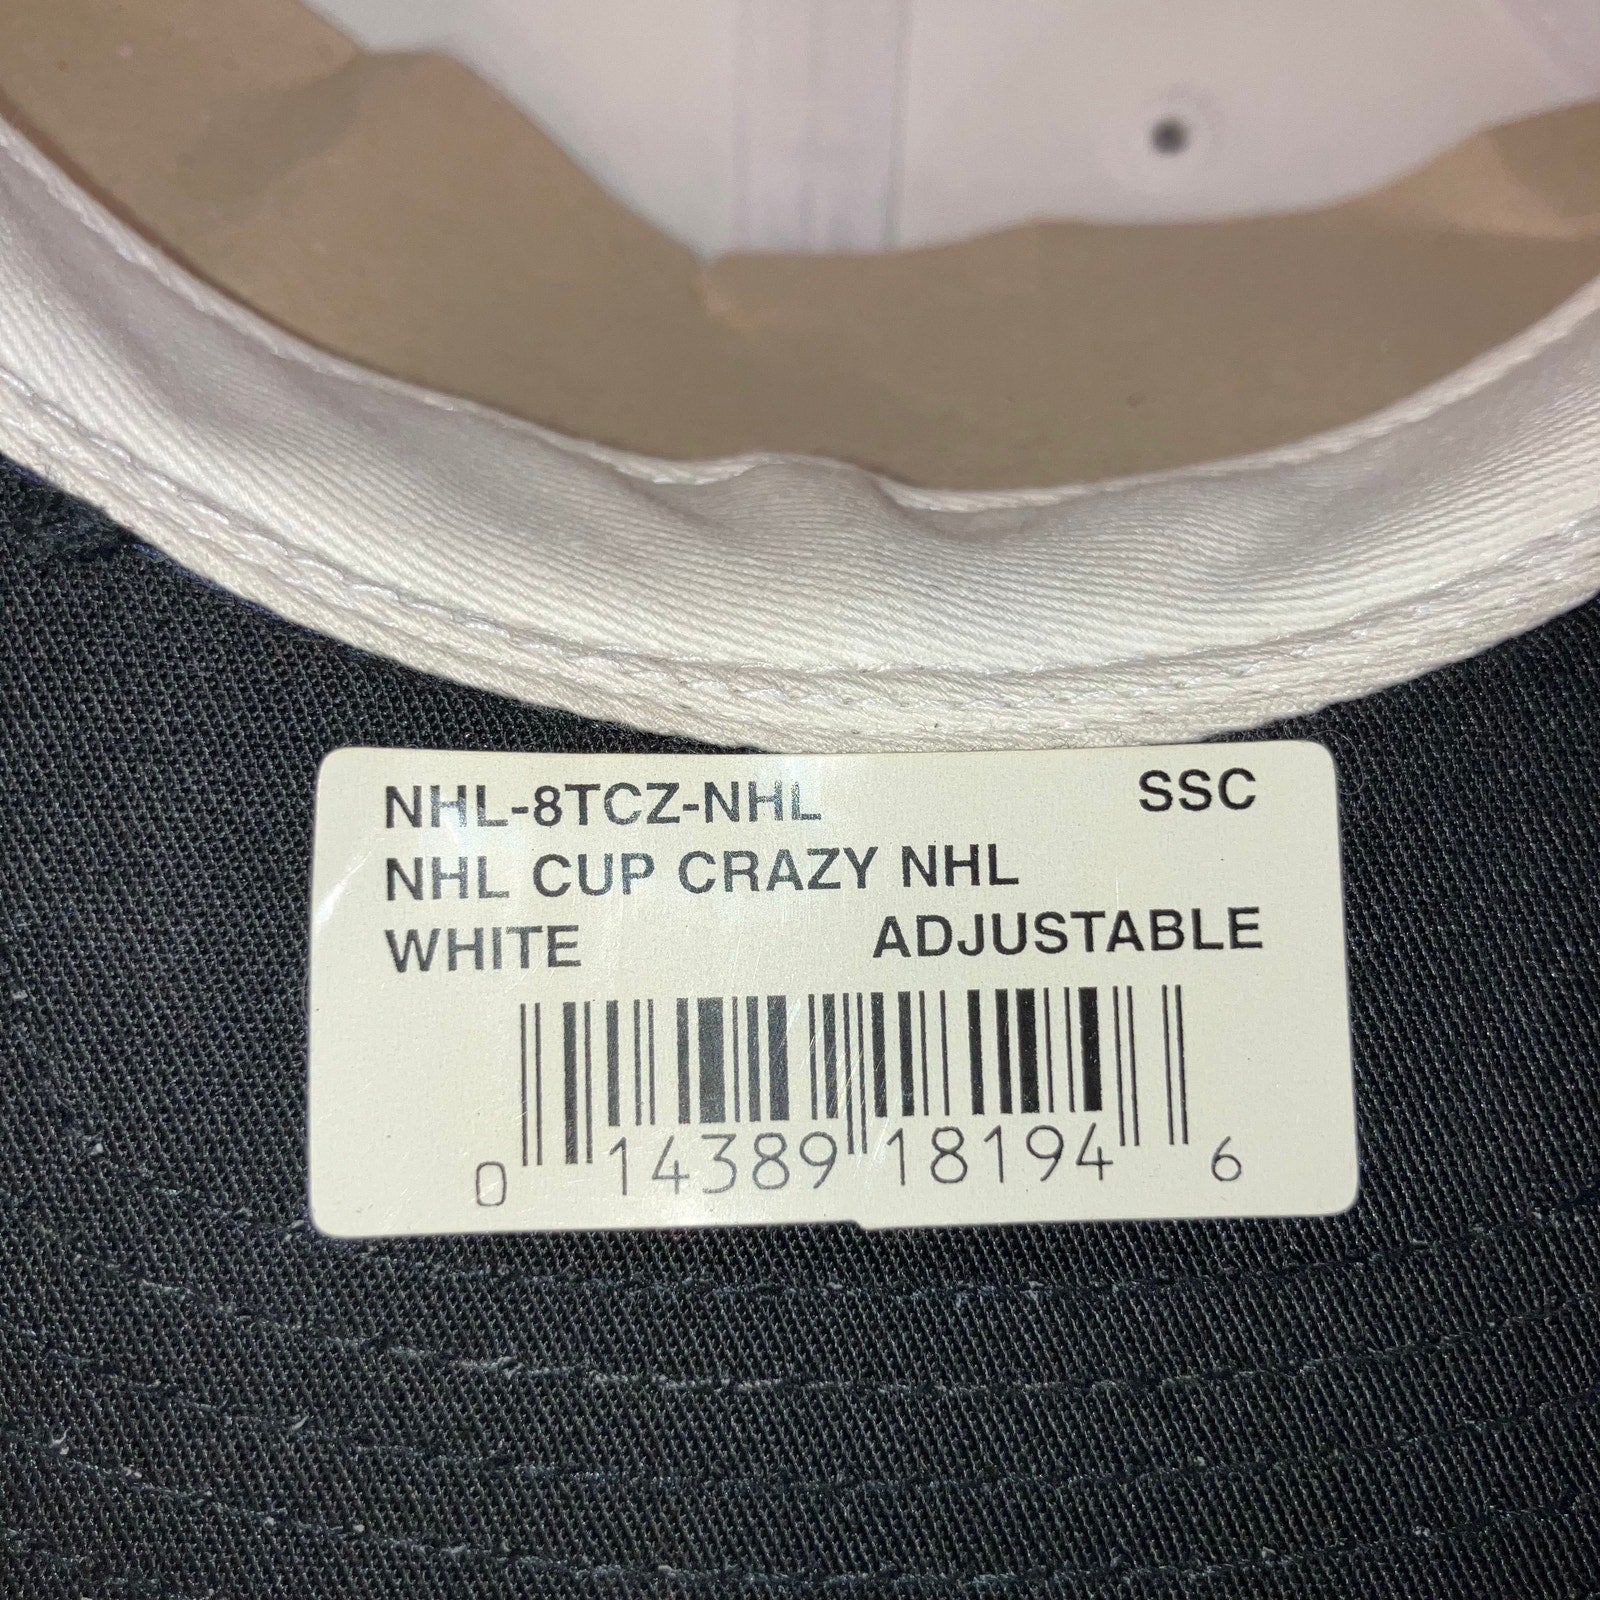 NHL-8TCZ-NHL SSC
NHL CUP CRAZY NHL
WHITE ADJUSTABLE
0 14389 18194 6